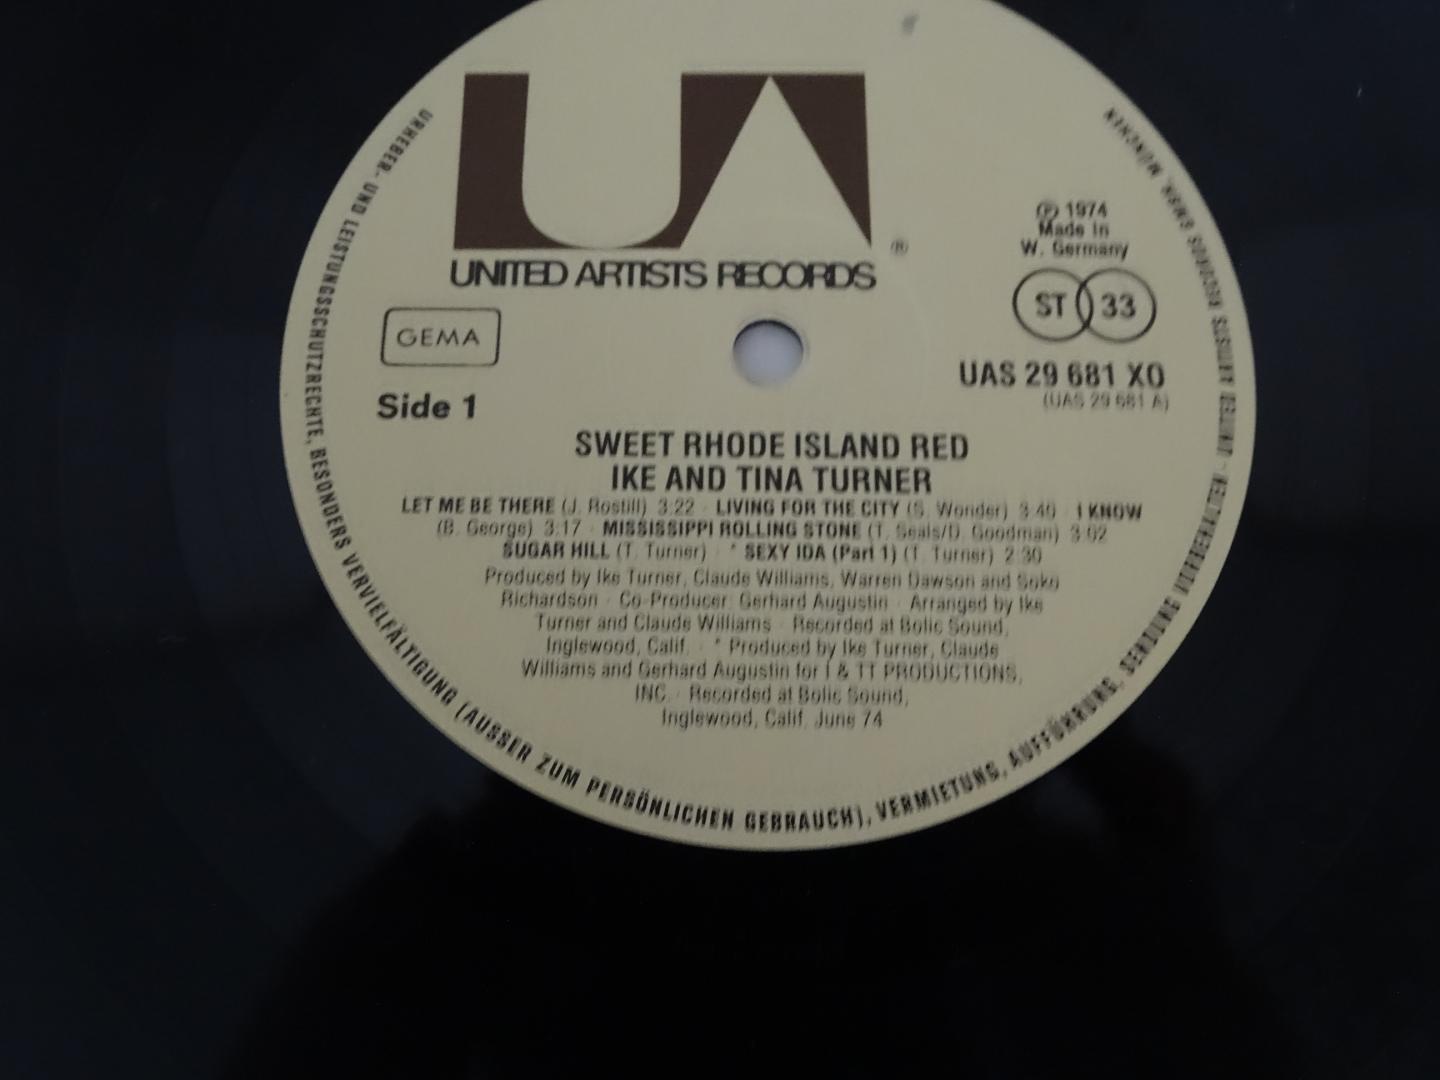 UA
®
UNITED ARTISTS RECORDS
℗ 1974
Made In
W. Germany
GEMA
ST 33
Side 1
UAS 29 681 XO
(UAS 29 681 A)
SWEET RHODE ISLAND RED
IKE AND TINA TURNER
LET ME BE THERE (J. Rostill) 3:22 · LIVING FOR THE CITY (S. Wonder) 3:40 · I KNOW
(B. George) 3:17 · MISSISSIPPI ROLLING STONE (T. Seals/D. Goodman) 3:02
SUGAR HILL (T. Turner) · * SEXY IDA (Part 1) (T. Turner) 2:30
Produced by Ike Turner, Claude Williams, Warren Dawson and Soko
Richardson · Co-Producer: Gerhard Augustin · Arranged by Ike
Turner and Claude Williams · Recorded at Bolic Sound,
Inglewood, Calif. · * Produced by Ike Turner, Claude
Williams and Gerhard Augustin for I & TT PRODUCTIONS,
INC. · Recorded at Bolic Sound,
Inglewood, Calif. June 74
URHEBER- UND LEISTUNGSSCHUTZRECHTE, BESONDERS VERVIELFÄLTIGUNG (AUSSER ZUM PERSÖNLICHEN GEBRAUCH), VERMIETUNG, AUFFÜHRUNG, SENDUNG VORBEHALTEN - UNITED ARTISTS RECORDS GMBH, MÜNCHEN